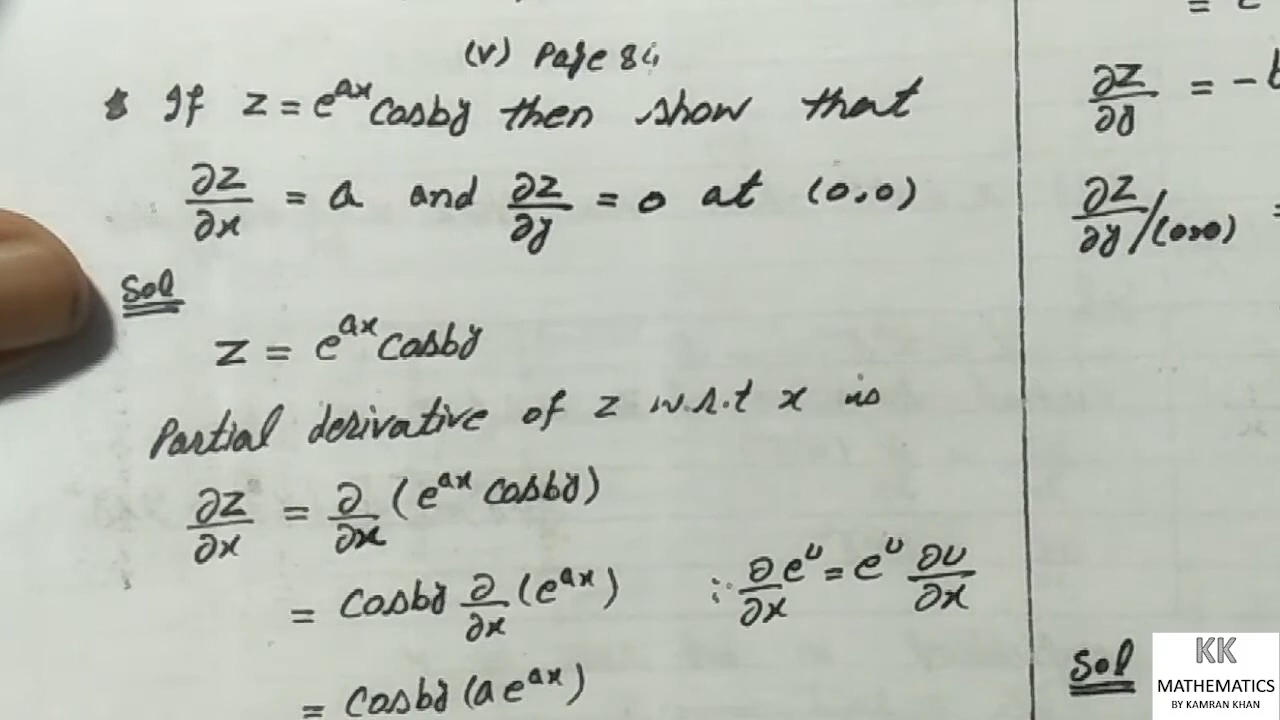 (v) Page 84
If z = e^{ax} cosby then show that
∂z/∂x = a and ∂z/∂y = 0 at (0,0)
Sol
z = e^{ax} cosby
Partial derivative of z w.r.t x is
∂z/∂x = ∂/∂x (e^{ax} cosby)
= cosby ∂/∂x (e^{ax}) ∵ ∂/∂x e^u = e^u ∂u/∂x
= cosby (a e^{ax})
∂z/∂y = -b
∂z/∂y /(0,0) =
Sol
KK
MATHEMATICS
BY KAMRAN KHAN